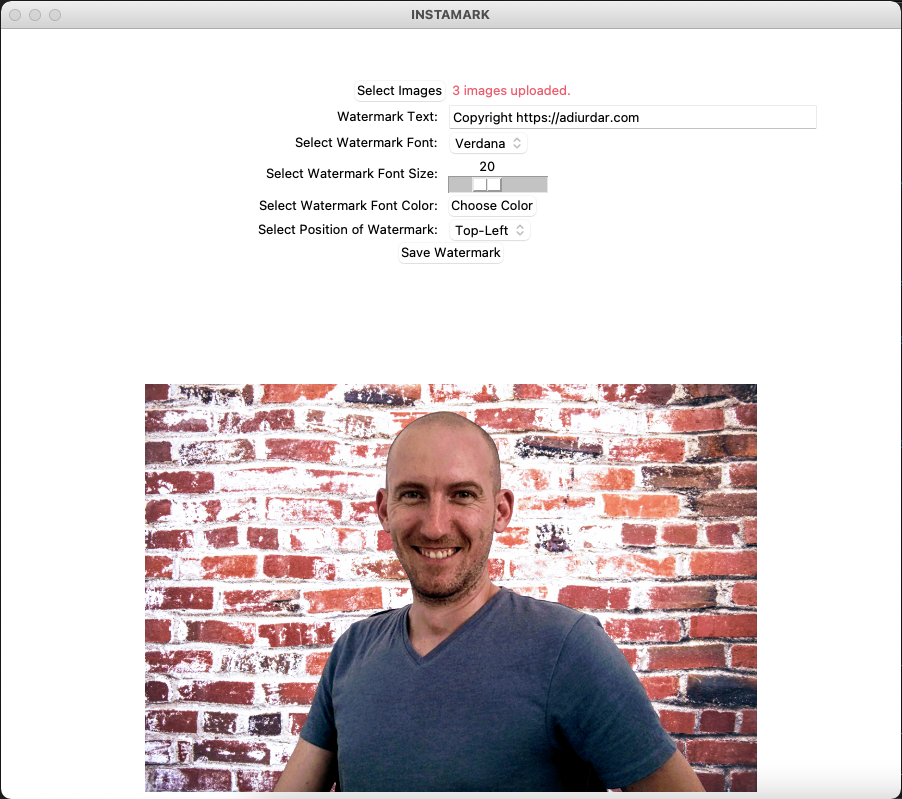 INSTAMARK
Select Images 3 images uploaded.
Watermark Text: Copyright https://adiurdar.com
Select Watermark Font: Verdana
20
Select Watermark Font Size:
Select Watermark Font Color: Choose Color
Select Position of Watermark: Top-Left
Save Watermark